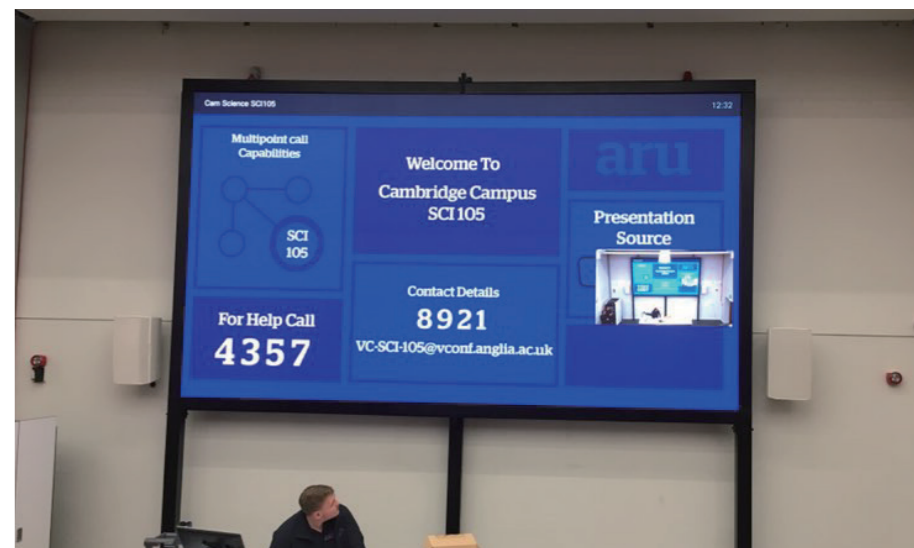 Cam Science SCI105
12:32
Multipoint call
Capabilities
SCI
105
For Help Call
4357
Welcome To
Cambridge Campus
SCI 105
Contact Details
8921
VC-SCI-105@vconf.anglia.ac.uk
aru
Presentation
Source